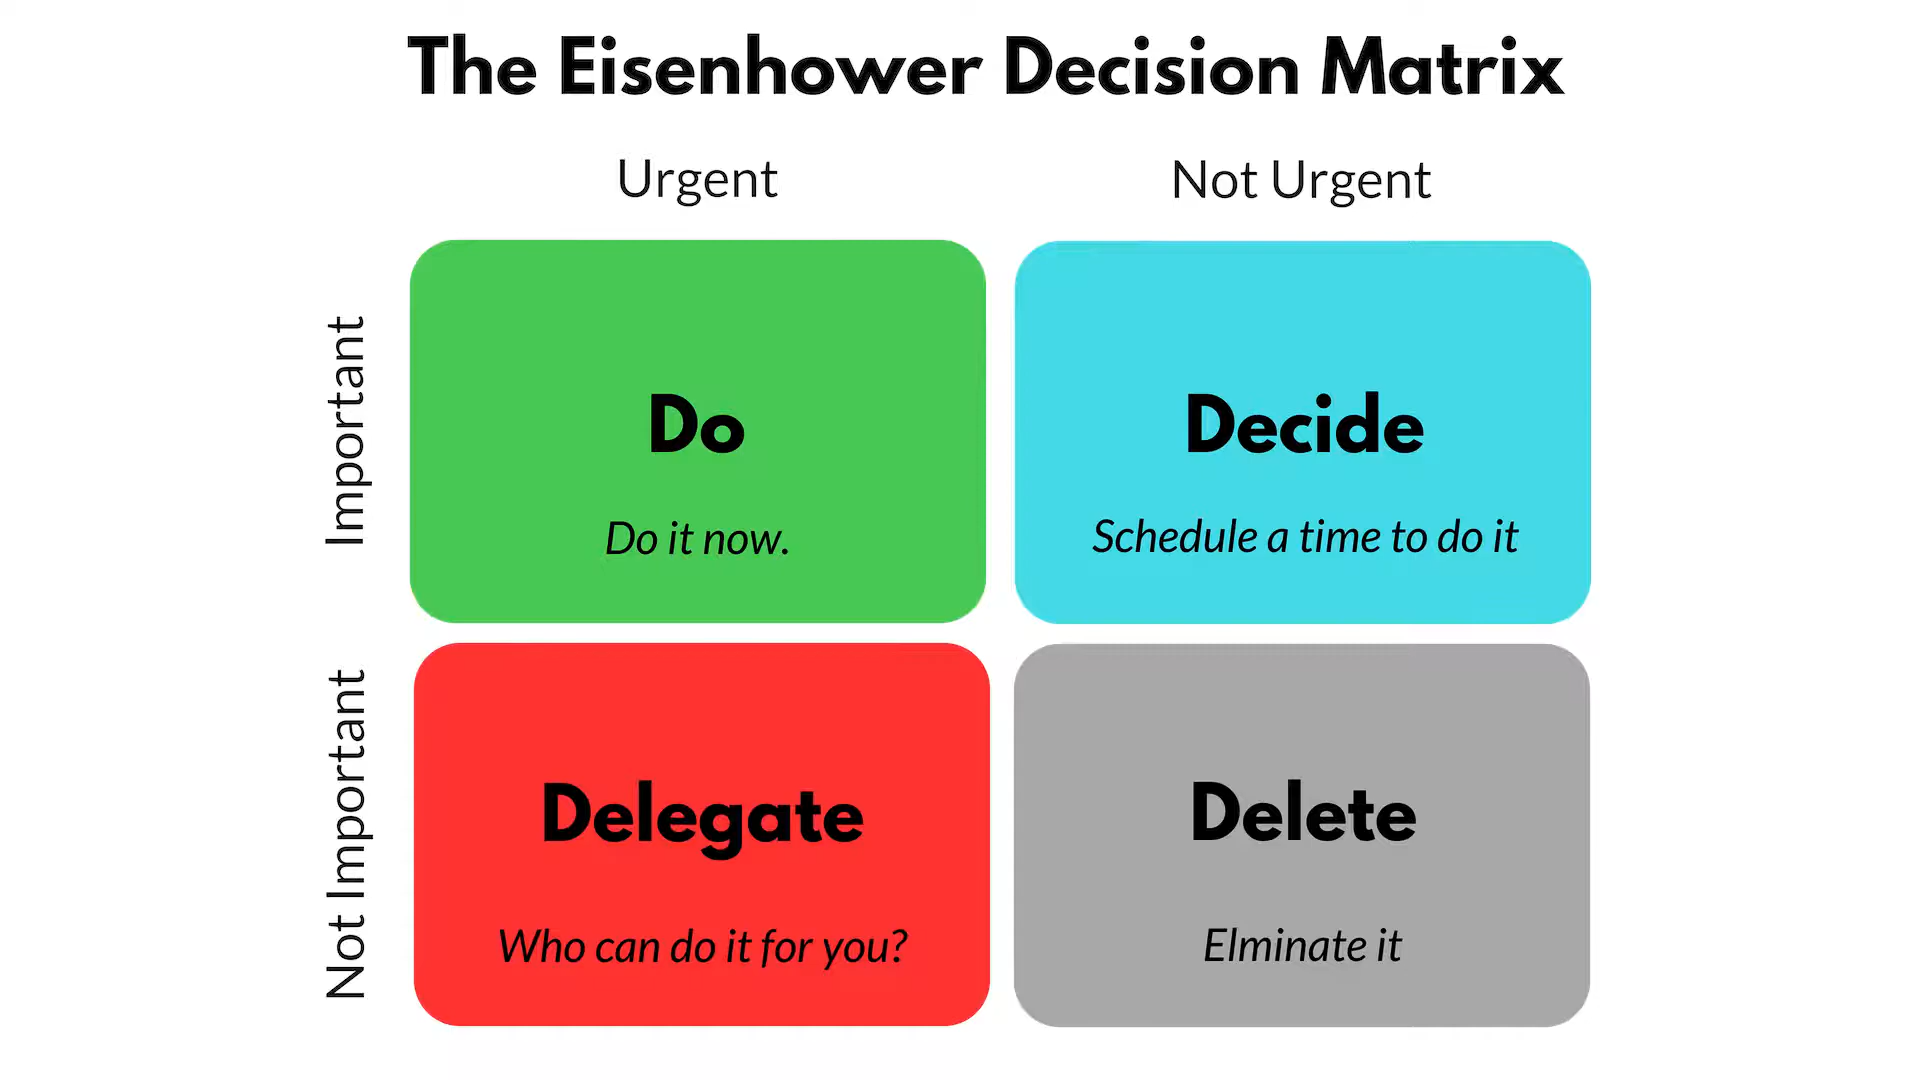 The Eisenhower Decision Matrix
Urgent
Not Urgent
Important
Do
Do it now.
Decide
Schedule a time to do it
Not Important
Delegate
Who can do it for you?
Delete
Elminate it